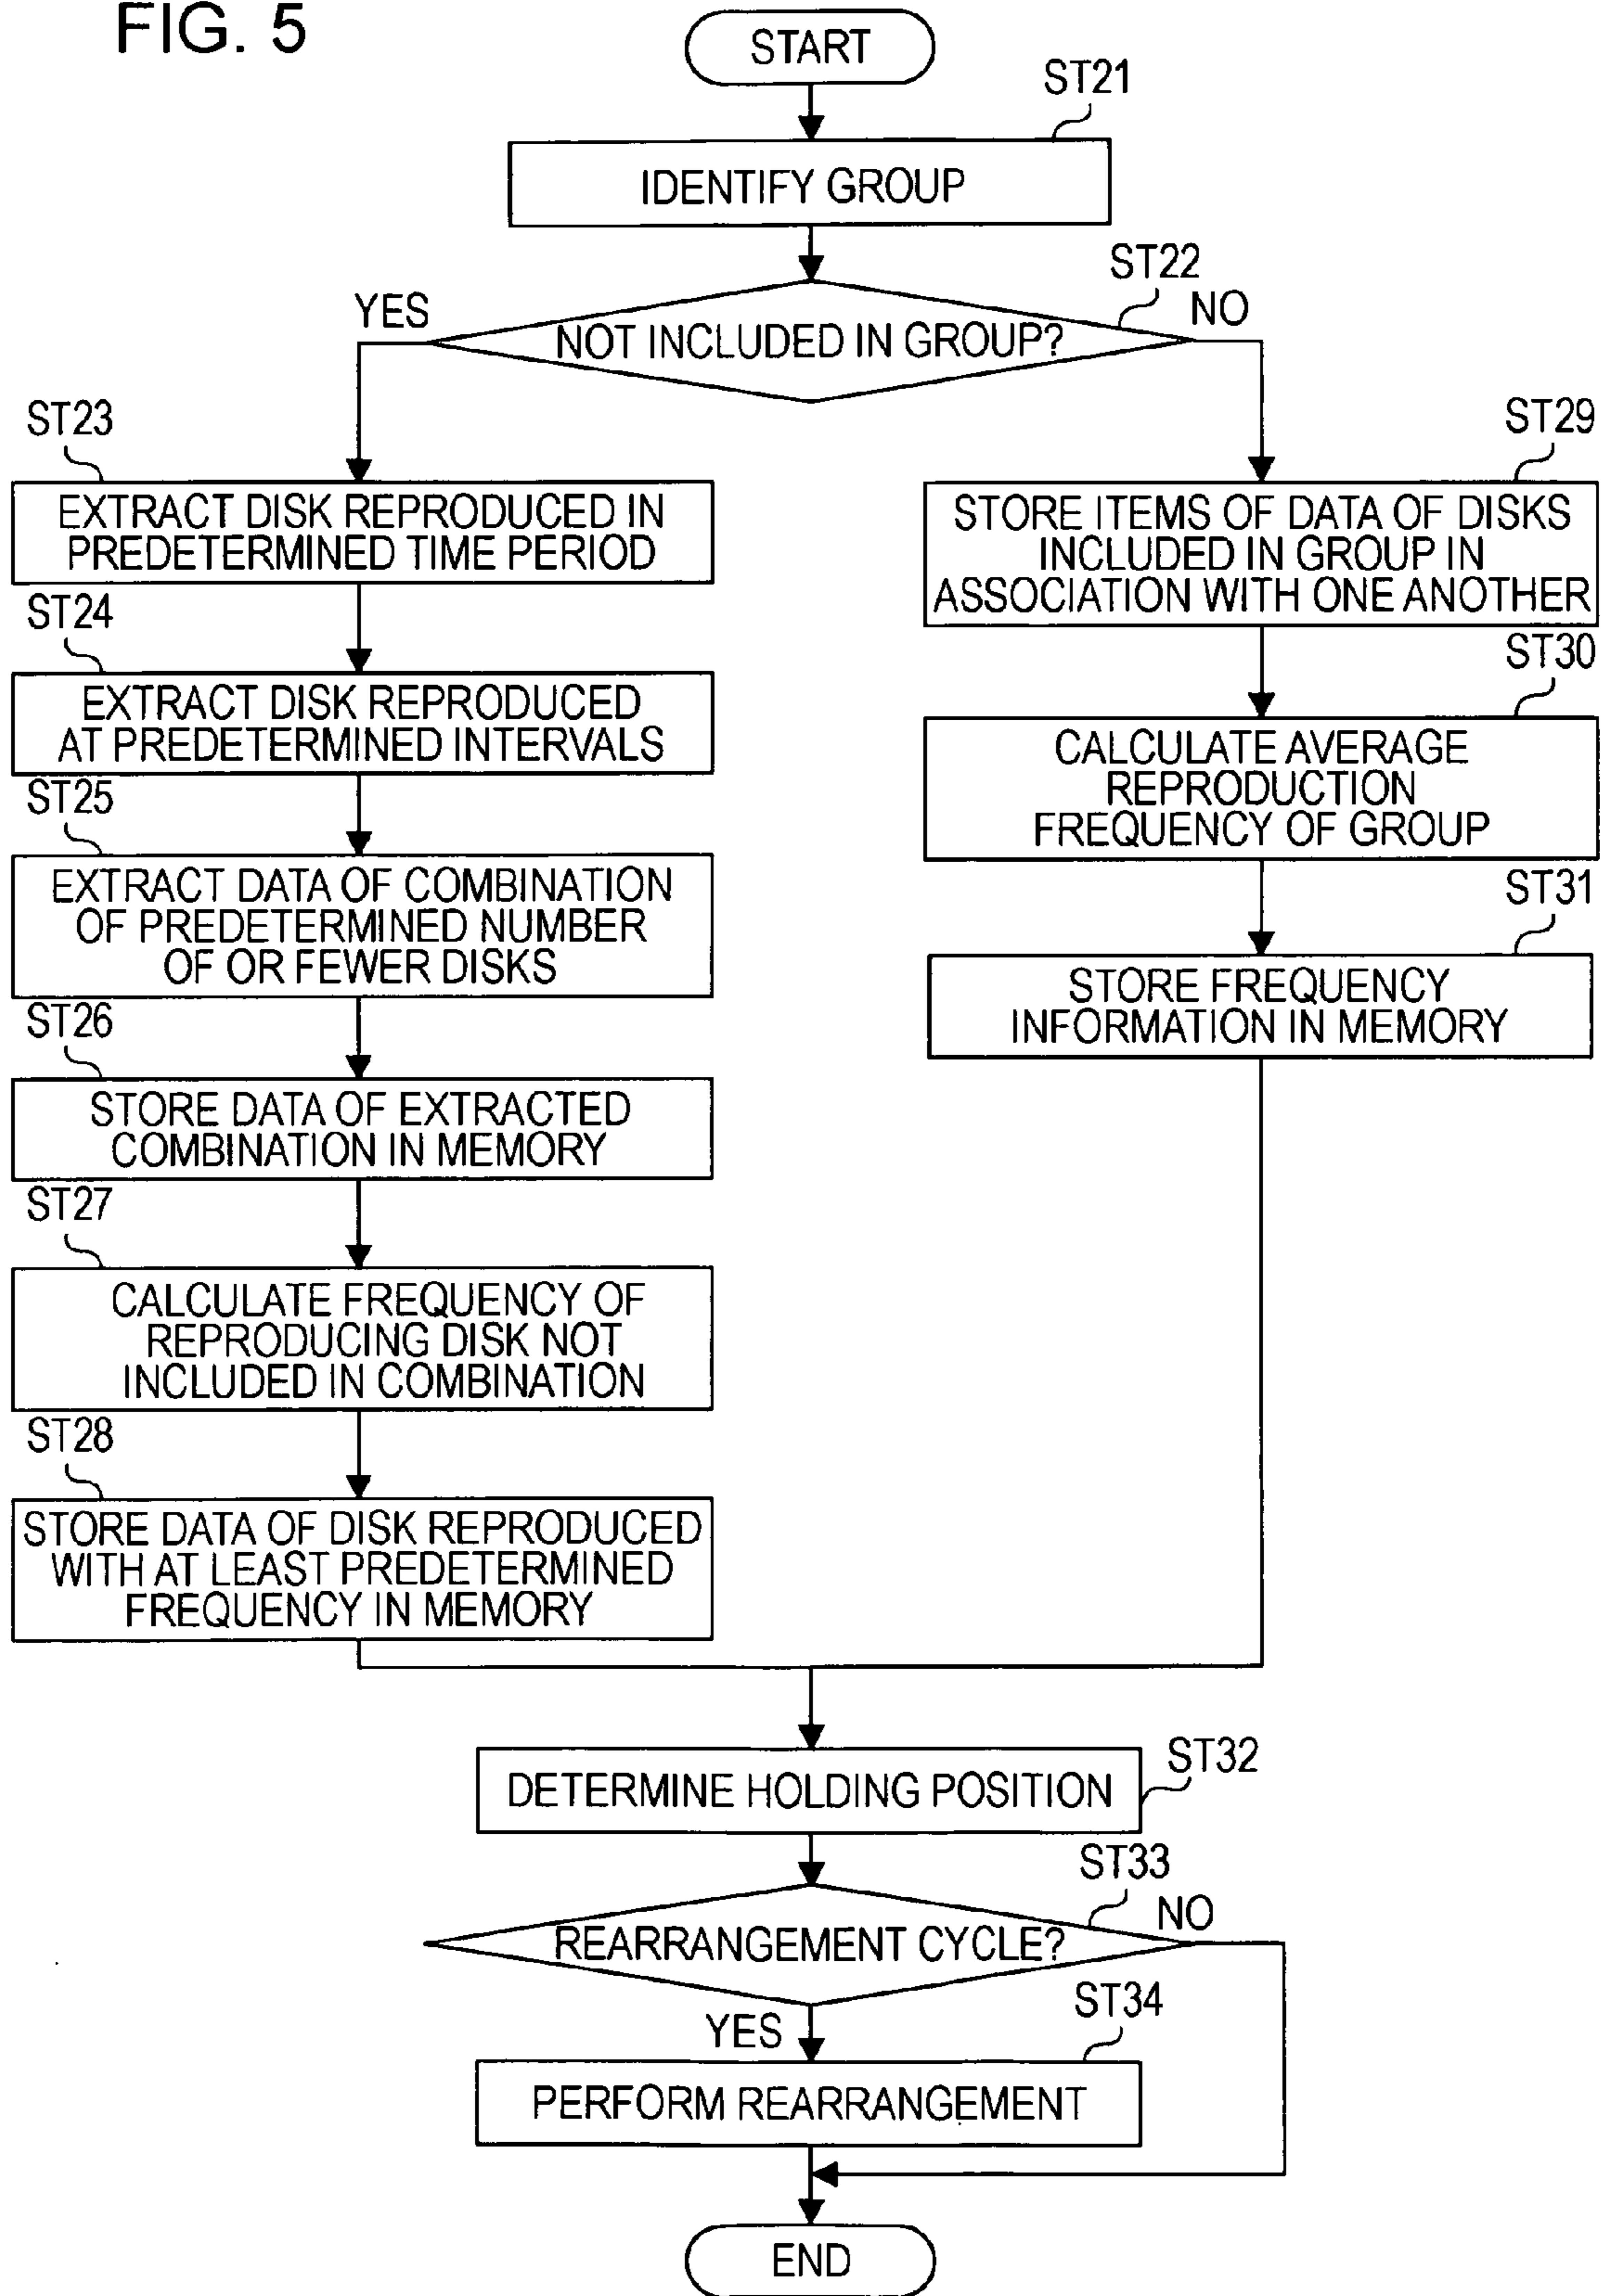 FIG. 5
START
ST21
IDENTIFY GROUP
ST22
YES
NO
NOT INCLUDED IN GROUP?
ST23
EXTRACT DISK REPRODUCED IN
PREDETERMINED TIME PERIOD
ST24
EXTRACT DISK REPRODUCED
AT PREDETERMINED INTERVALS
ST25
EXTRACT DATA OF COMBINATION
OF PREDETERMINED NUMBER
OF OR FEWER DISKS
ST26
STORE DATA OF EXTRACTED
COMBINATION IN MEMORY
ST27
CALCULATE FREQUENCY OF
REPRODUCING DISK NOT
INCLUDED IN COMBINATION
ST28
STORE DATA OF DISK REPRODUCED
WITH AT LEAST PREDETERMINED
FREQUENCY IN MEMORY
ST29
STORE ITEMS OF DATA OF DISKS
INCLUDED IN GROUP IN
ASSOCIATION WITH ONE ANOTHER
ST30
CALCULATE AVERAGE
REPRODUCTION
FREQUENCY OF GROUP
ST31
STORE FREQUENCY
INFORMATION IN MEMORY
ST32
DETERMINE HOLDING POSITION
ST33
NO
REARRANGEMENT CYCLE?
ST34
YES
PERFORM REARRANGEMENT
END